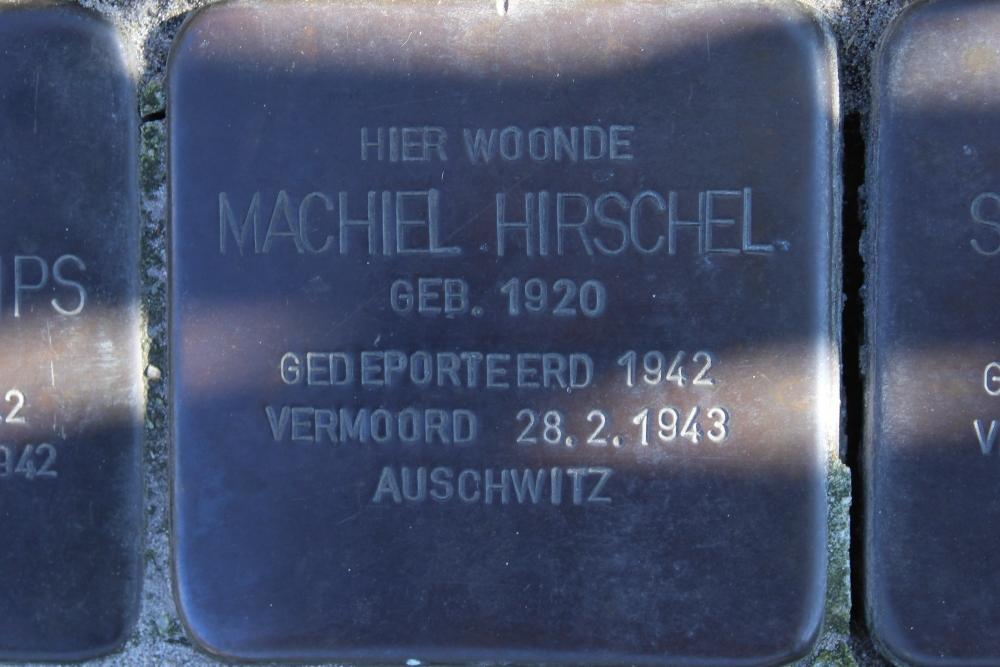 HIER WOONDE
MACHIEL HIRSCHEL
GEB. 1920
GEDEPORTEERD 1942
VERMOORD 28.2.1943
AUSCHWITZ